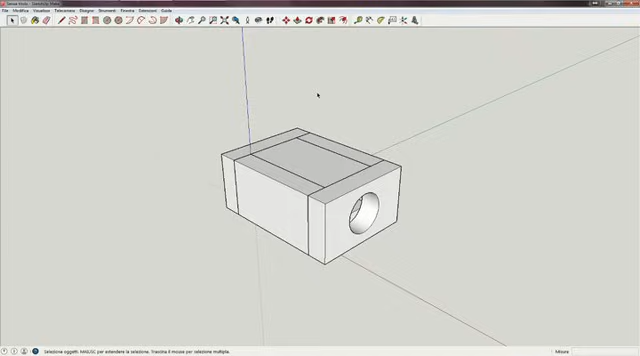 File Modifica Visualizza Telecamera Disegno Strumenti Finestra Estensioni Guida
Selezione oggetti. MAIUSC per estendere la selezione. Trascina il mouse per selezione multipla.
Misure